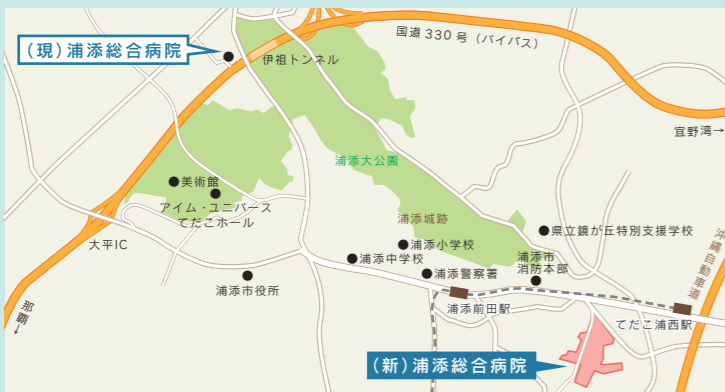 (現)浦添総合病院
伊祖トンネル
国道330号(バイパス)
宜野湾→
浦添大公園
●美術館
アイム・ユニバース
てだこホール
浦添城跡
●県立鏡が丘特別支援学校
沖縄自動車道
大平IC
●浦添小学校
浦添中学校
浦添市
消防本部
浦添警察署
浦添市役所
浦添前田駅
てだこ浦西駅
那覇→
(新)浦添総合病院